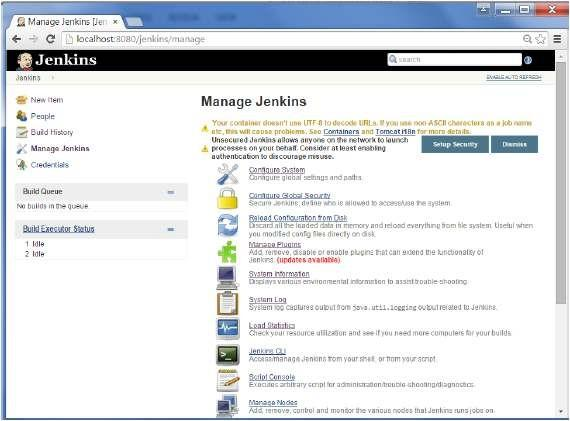 Manage Jenkins [Jen
localhost:8080/jenkins/manage
Jenkins
search
Jenkins
ENABLE AUTO REFRESH
New Item
People
Build History
Manage Jenkins
Credentials
Build Queue
No builds in the queue.
Build Executor Status
1 Idle
2 Idle
Manage Jenkins
Your container doesn't use UTF-8 to decode URLs. If you use non-ASCII characters as a job name
etc, this will cause problems. See Containers and Tomcat i18n for more details.
Unsecured Jenkins allows anyone on the network to launch
processes on your behalf. Consider at least enabling
authentication to discourage misuse.
Setup Security
Dismiss
Configure System
Configure global settings and paths.
Configure Global Security
Secure Jenkins; define who is allowed to access/use the system.
Reload Configuration from Disk
Discard all the loaded data in memory and reload everything from file system. Useful when
you modified config files directly on disk.
Manage Plugins
Add, remove, disable or enable plugins that can extend the functionality of
Jenkins. (updates available)
System Information
Displays various environmental information to assist trouble-shooting.
System Log
System log captures output from java.util.logging output related to Jenkins.
Load Statistics
Check your resource utilization and see if you need more computers for your builds.
Jenkins CLI
Access/manage Jenkins from your shell, or from your script.
Script Console
Executes arbitrary script for administration/trouble-shooting/diagnostics.
Manage Nodes
Add, remove, control and monitor the various nodes that Jenkins runs jobs on.